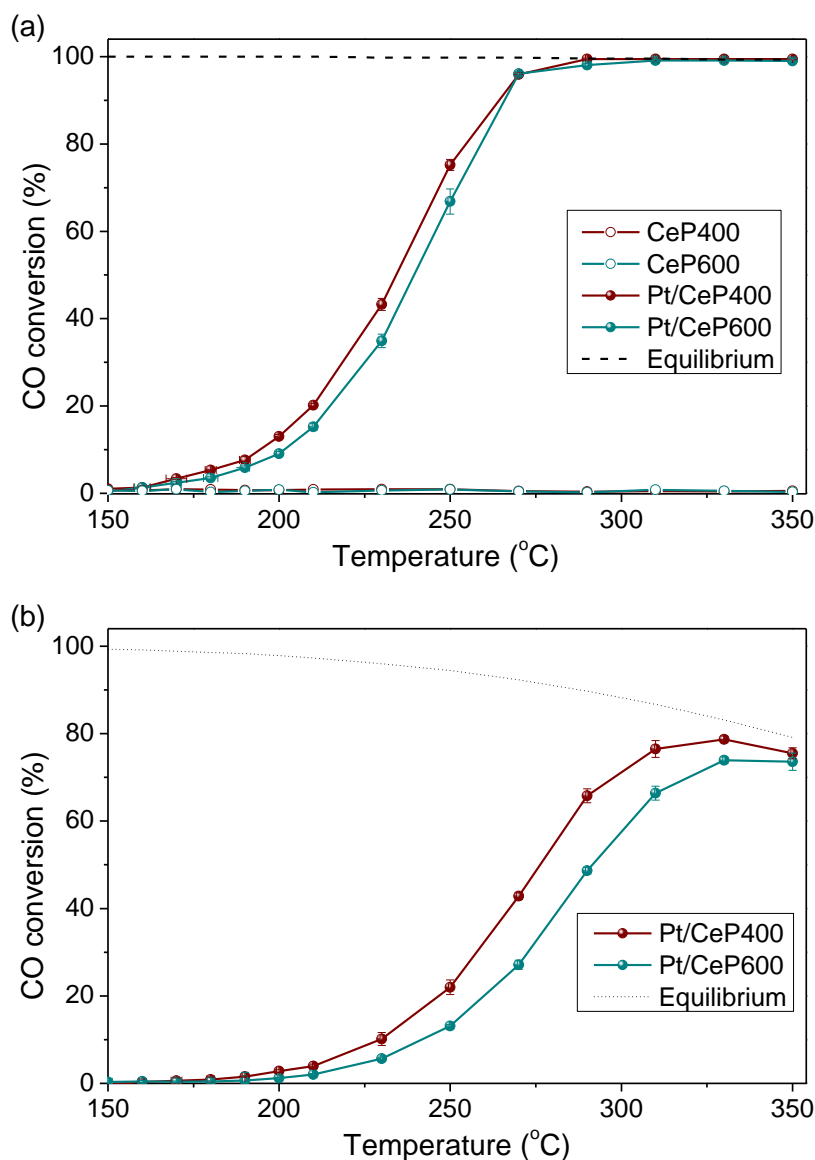 (a)
100
80
60
40
20
0
CO conversion (%)
CeP400
CeP600
Pt/CeP400
Pt/CeP600
Equilibrium
150 200 250 300 350
Temperature (°C)
(b)
100
80
60
40
20
0
CO conversion (%)
Pt/CeP400
Pt/CeP600
Equilibrium
150 200 250 300 350
Temperature (°C)